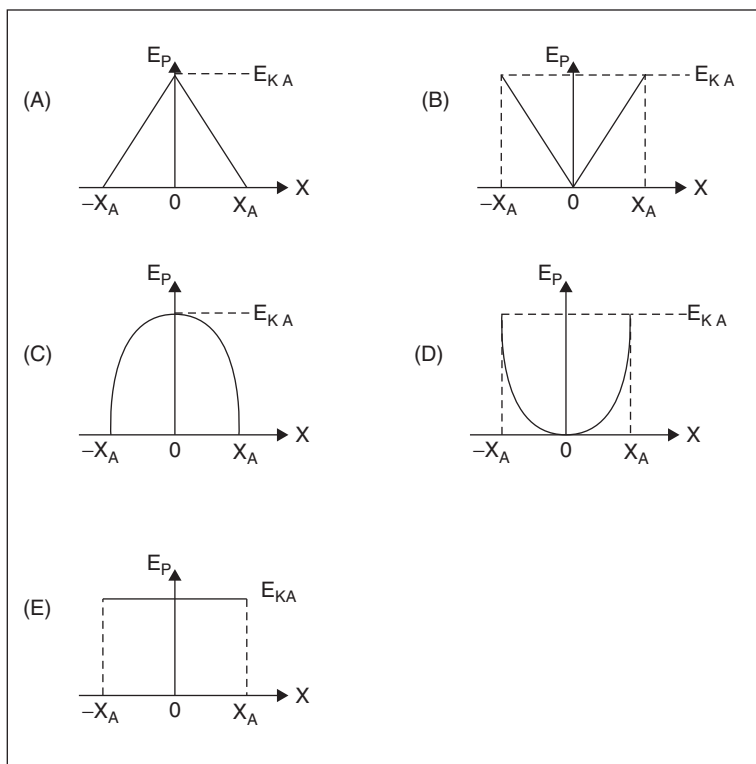 (A)
E_P
E_K A
–X_A 0 X_A X
(B)
E_P
E_K A
–X_A 0 X_A X
(C)
E_P
E_K A
–X_A 0 X_A X
(D)
E_P
E_K A
–X_A 0 X_A X
(E)
E_P
E_KA
–X_A 0 X_A X